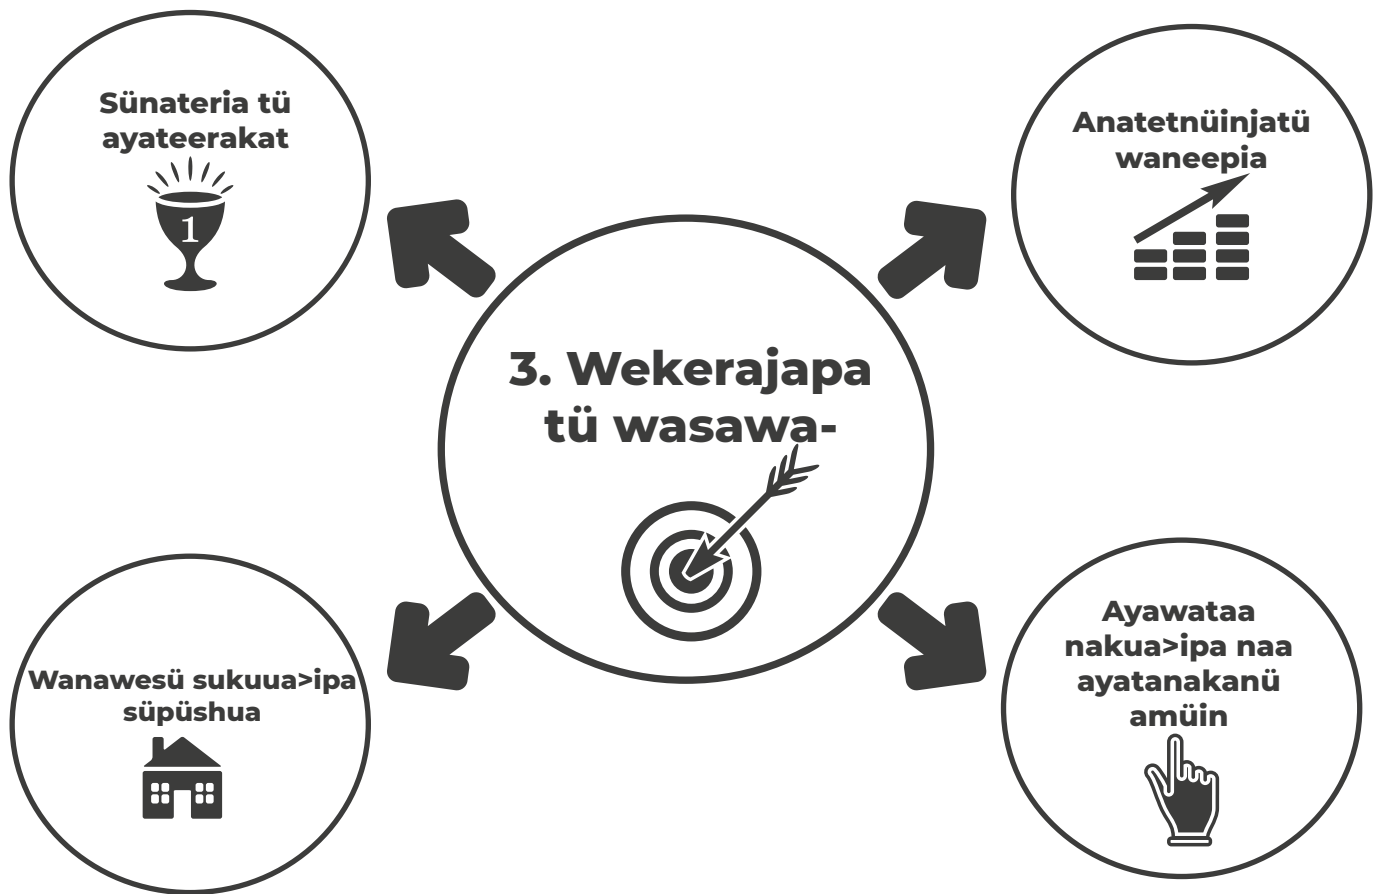 Sünateria tü
ayateerakat
1
Anatetnüinjatü
waneepia
3. Wekerajapa
tü wasawa-
Wanawesü sukuua>ipa
süpüshua
Ayawataa
nakua>ipa naa
ayatanakanü
amüin